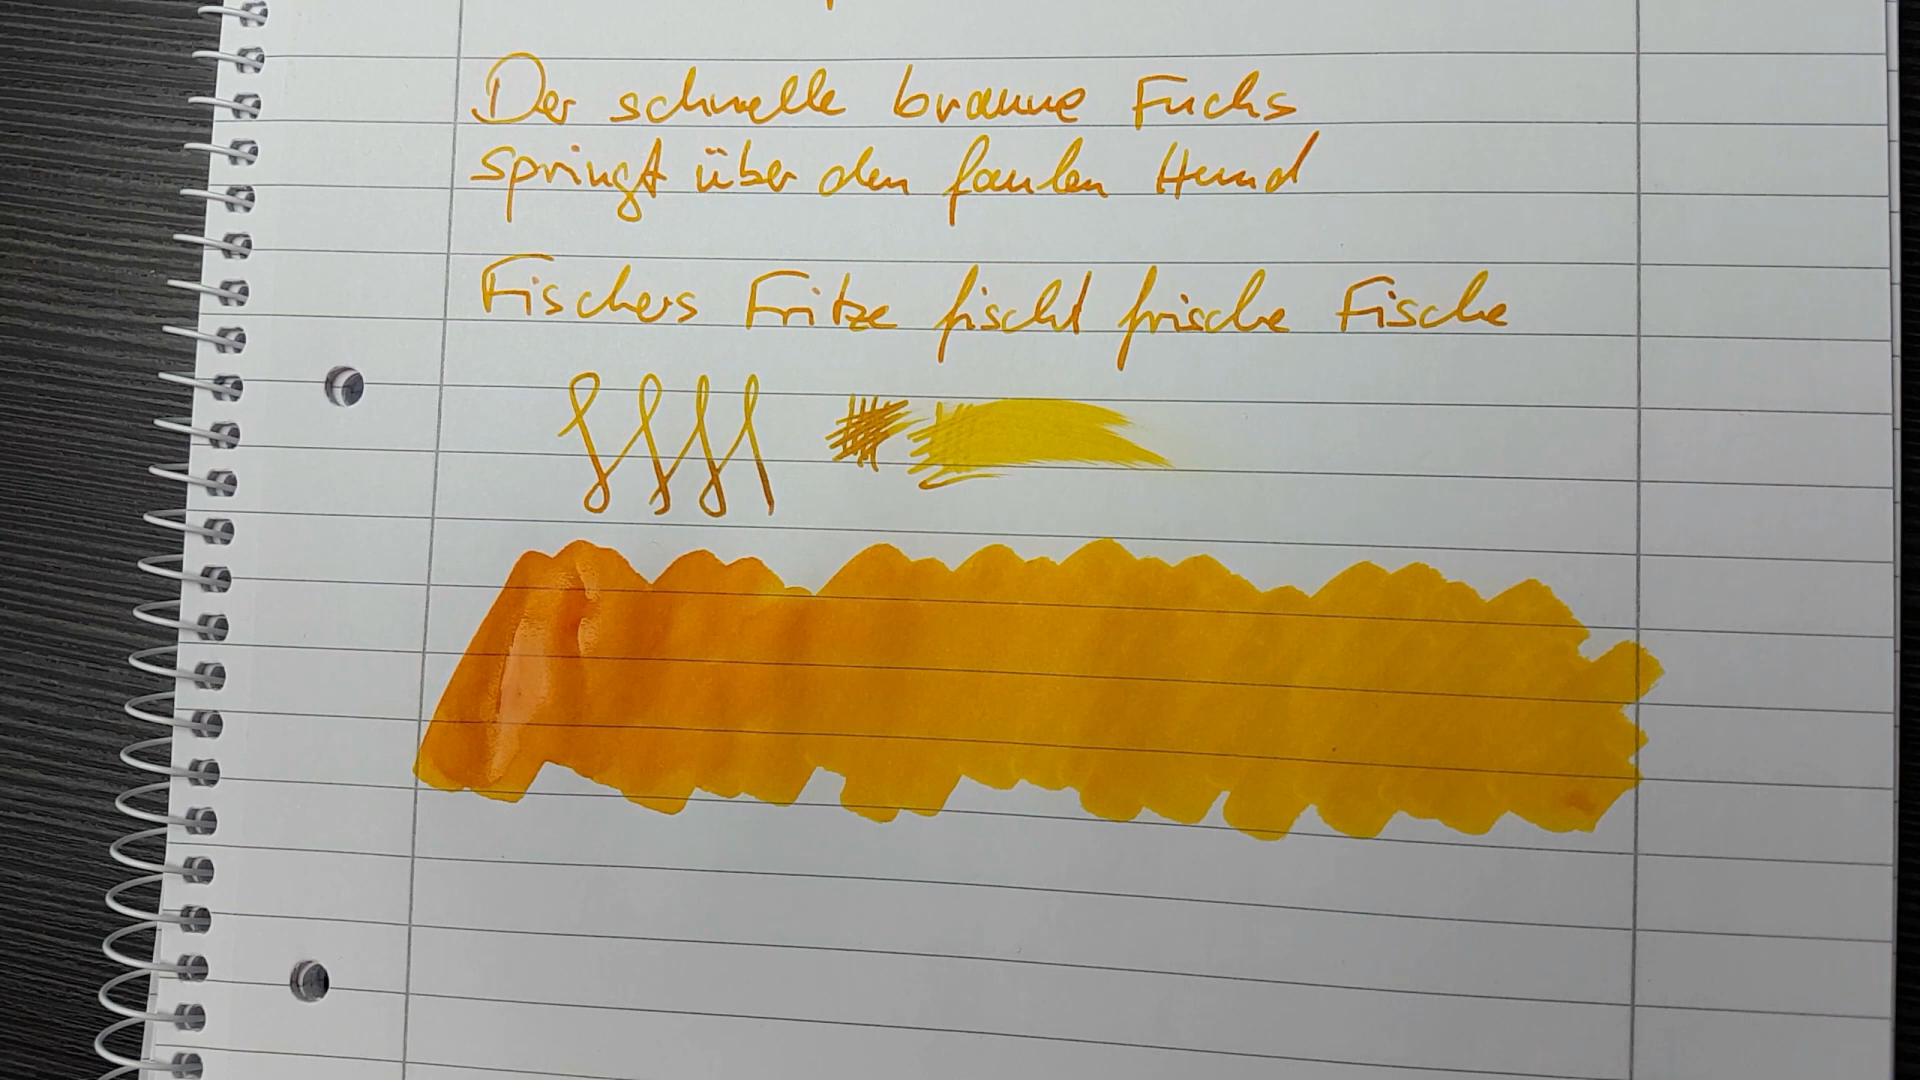 Der schnelle braune Fuchs
springt über den faulen Hund
Fischers Fritze fischt frische Fische